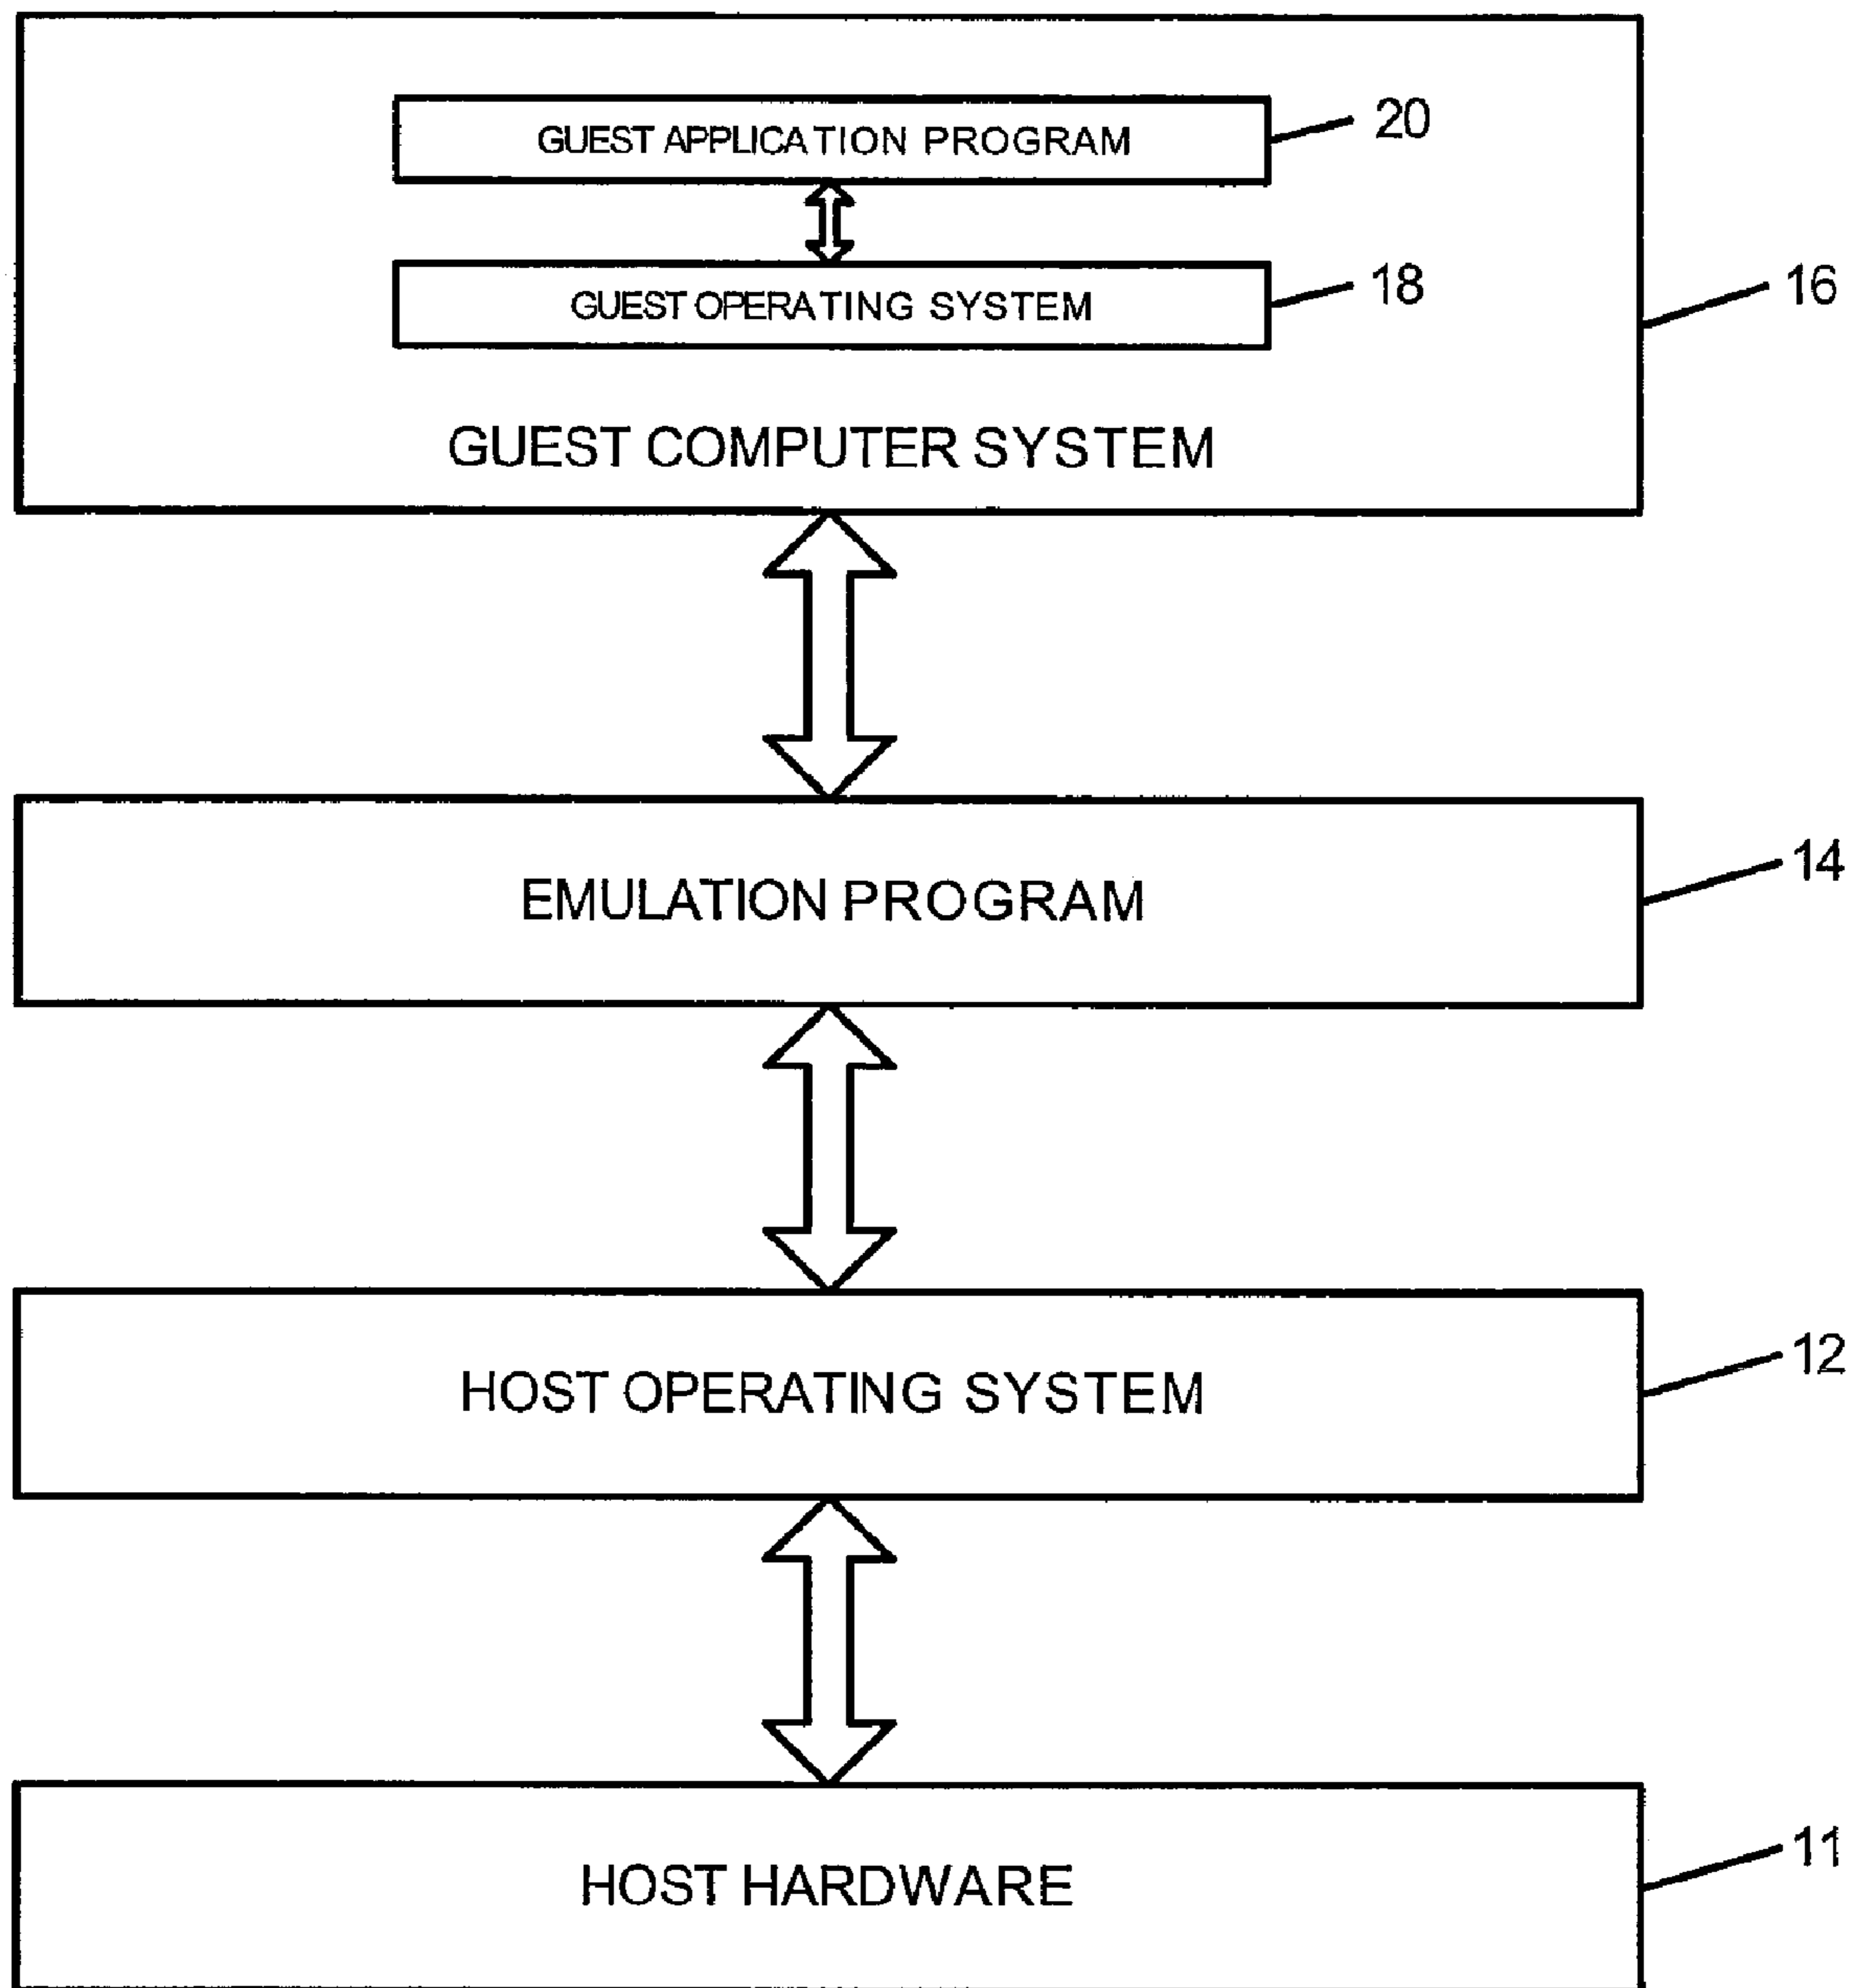 GUEST APPLICATION PROGRAM
20
GUEST OPERATING SYSTEM
18
16
GUEST COMPUTER SYSTEM
EMULATION PROGRAM
14
HOST OPERATING SYSTEM
12
HOST HARDWARE
11